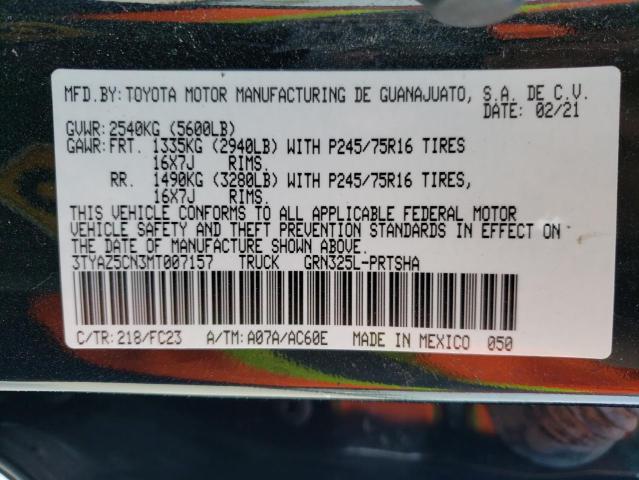 MFD.BY: TOYOTA MOTOR MANUFACTURING DE GUANAJUATO, S.A. DE C.V.
DATE: 02/21
GVWR: 2540KG (5600LB)
GAWR: FRT. 1335KG (2940LB) WITH P245/75R16 TIRES
16X7J RIMS.
RR. 1490KG (3280LB) WITH P245/75R16 TIRES,
16X7J RIMS.
THIS VEHICLE CONFORMS TO ALL APPLICABLE FEDERAL MOTOR
VEHICLE SAFETY AND THEFT PREVENTION STANDARDS IN EFFECT ON
THE DATE OF MANUFACTURE SHOWN ABOVE.
3TYAZ5CN3MT007157 TRUCK GRN325L-PRTSHA
C/TR: 218/FC23 A/TM: A07A/AC60E MADE IN MEXICO 050